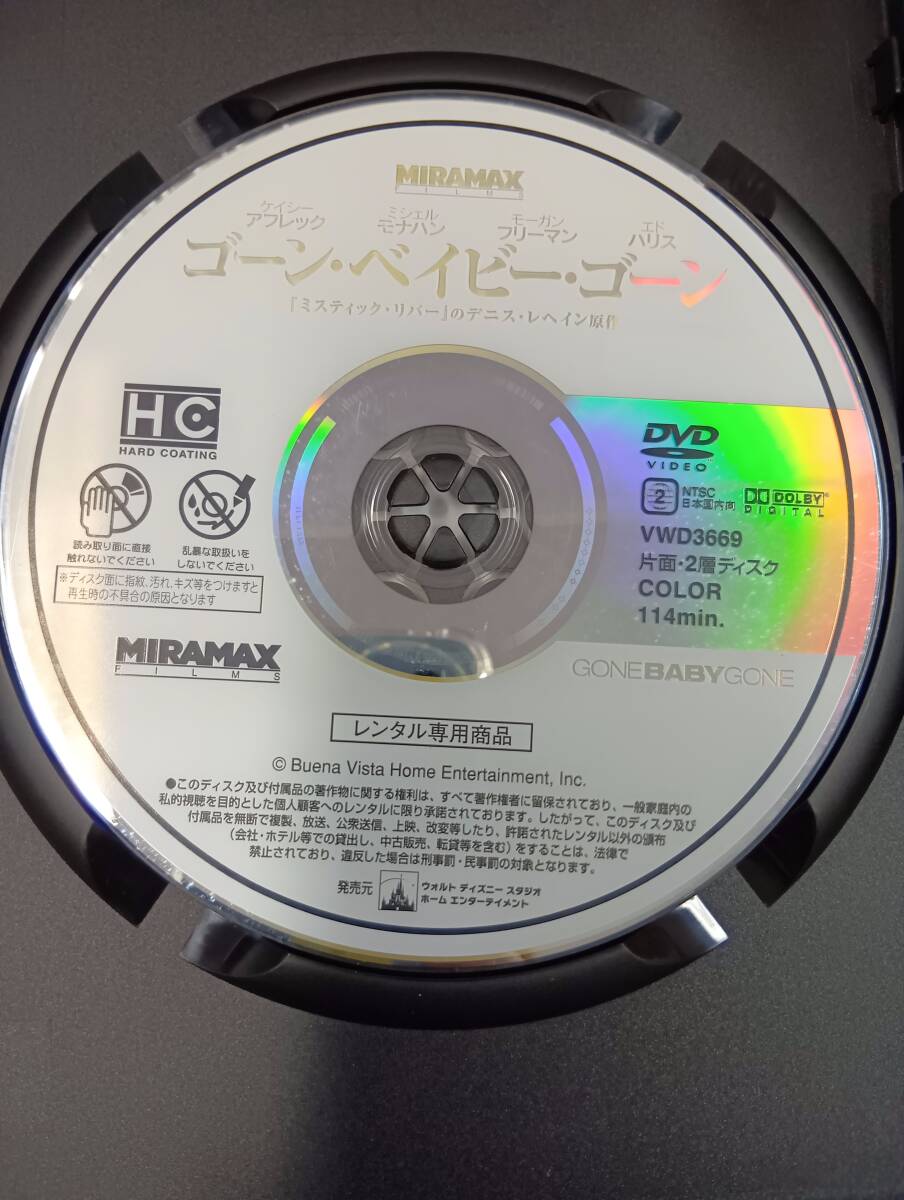 MIRAMAX
FILMS
ケイシー ミシェル モーガン エド
アフレック モナハン フリーマン ハリス
ゴーン・ベイビー・ゴーン
『ミスティック・リバー』のデニス・レヘイン原作
HC
HARD COATING
読み取り面に直接
触れないでください
乱暴な取扱いを
しないでください
※ディスク面に指紋、汚れ、キズ等をつけますと
再生時の不具合の原因となります
MIRAMAX
FILMS
DVD
VIDEO
2 NTSC
日本国内向
DOLBY
DIGITAL
VWD3669
片面・2層ディスク
COLOR
114min.
GONEBABYGONE
レンタル専用商品
© Buena Vista Home Entertainment, Inc.
●このディスク及び付属品の著作物に関する権利は、すべて著作権者に留保されており、一般家庭内の
私的視聴を目的とした個人顧客へのレンタルに限り承諾されております。したがって、このディスク及び
付属品を無断で複製、放送、公衆送信、上映、改変等したり、許諾されたレンタル以外の頒布
(会社・ホテル等での貸出し、中古販売、転貸等を含む)をすることは、法律で
禁止されており、違反した場合は刑事罰・民事罰の対象となります。
発売元
ウォルト ディズニー スタジオ
ホーム エンターテイメント